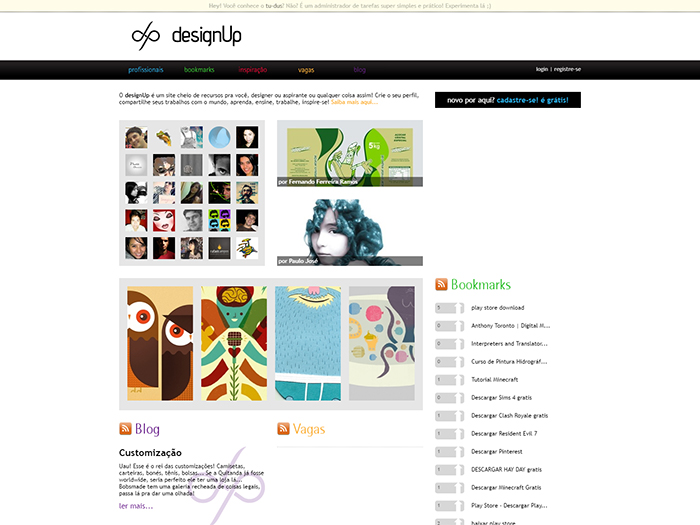 Hey! Você conhece a tu-dus? Não? É um administrador de tarefas super simples e prático! Experimenta lá ;)
designUp
profissionais bookmarks inspiração vagas blog
login | registre-se
O designUp é um site cheio de recursos pra você, designer ou aspirante ou qualquer coisa assim! Crie o seu perfil,
compartilhe seus trabalhos com o mundo, aprenda, ensine, trabalhe, inspire-se! Saiba mais aqui...
novo por aqui? cadastre-se! é grátis!
5kg
por Fernando Ferreira Ramos
por Paulo José
Bookmarks
5 play store download
0 Anthony Toronto | Digital M...
0 Interpreters and Translator...
0 Curso de Pintura Hidrográf...
1 Tutorial Minecraft
0 Descargar Sims 4 gratis
1 Descargar Clash Royale gratis
0 Descargar Resident Evil 7
1 Descargar Pinterest
1 DESCARGAR HAY DAY gratis
0 Descargar Minecraft Gratis
1 Play Store - Descargar Play...
2 baixar play store
Blog
Vagas
Customização
Uau! Esse é o rei das customizações! Camisetas,
carteiras, bonés, tênis, bolsas... Se a Quitanda já fosse
worldwide, seria perfeito ele ter uma loja lá...
Bobsmade tem uma galeria recheada de coisas legais,
passa lá pra dar uma olhada!
ler mais...